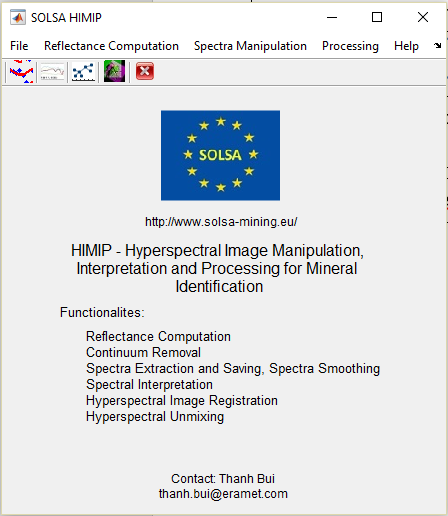 SOLSA HIMIP
File Reflectance Computation Spectra Manipulation Processing Help
SOLSA
http://www.solsa-mining.eu/
HIMIP - Hyperspectral Image Manipulation,
Interpretation and Processing for Mineral
Identification
Functionalites:
Reflectance Computation
Continuum Removal
Spectra Extraction and Saving, Spectra Smoothing
Spectral Interpretation
Hyperspectral Image Registration
Hyperspectral Unmixing
Contact: Thanh Bui
thanh.bui@eramet.com